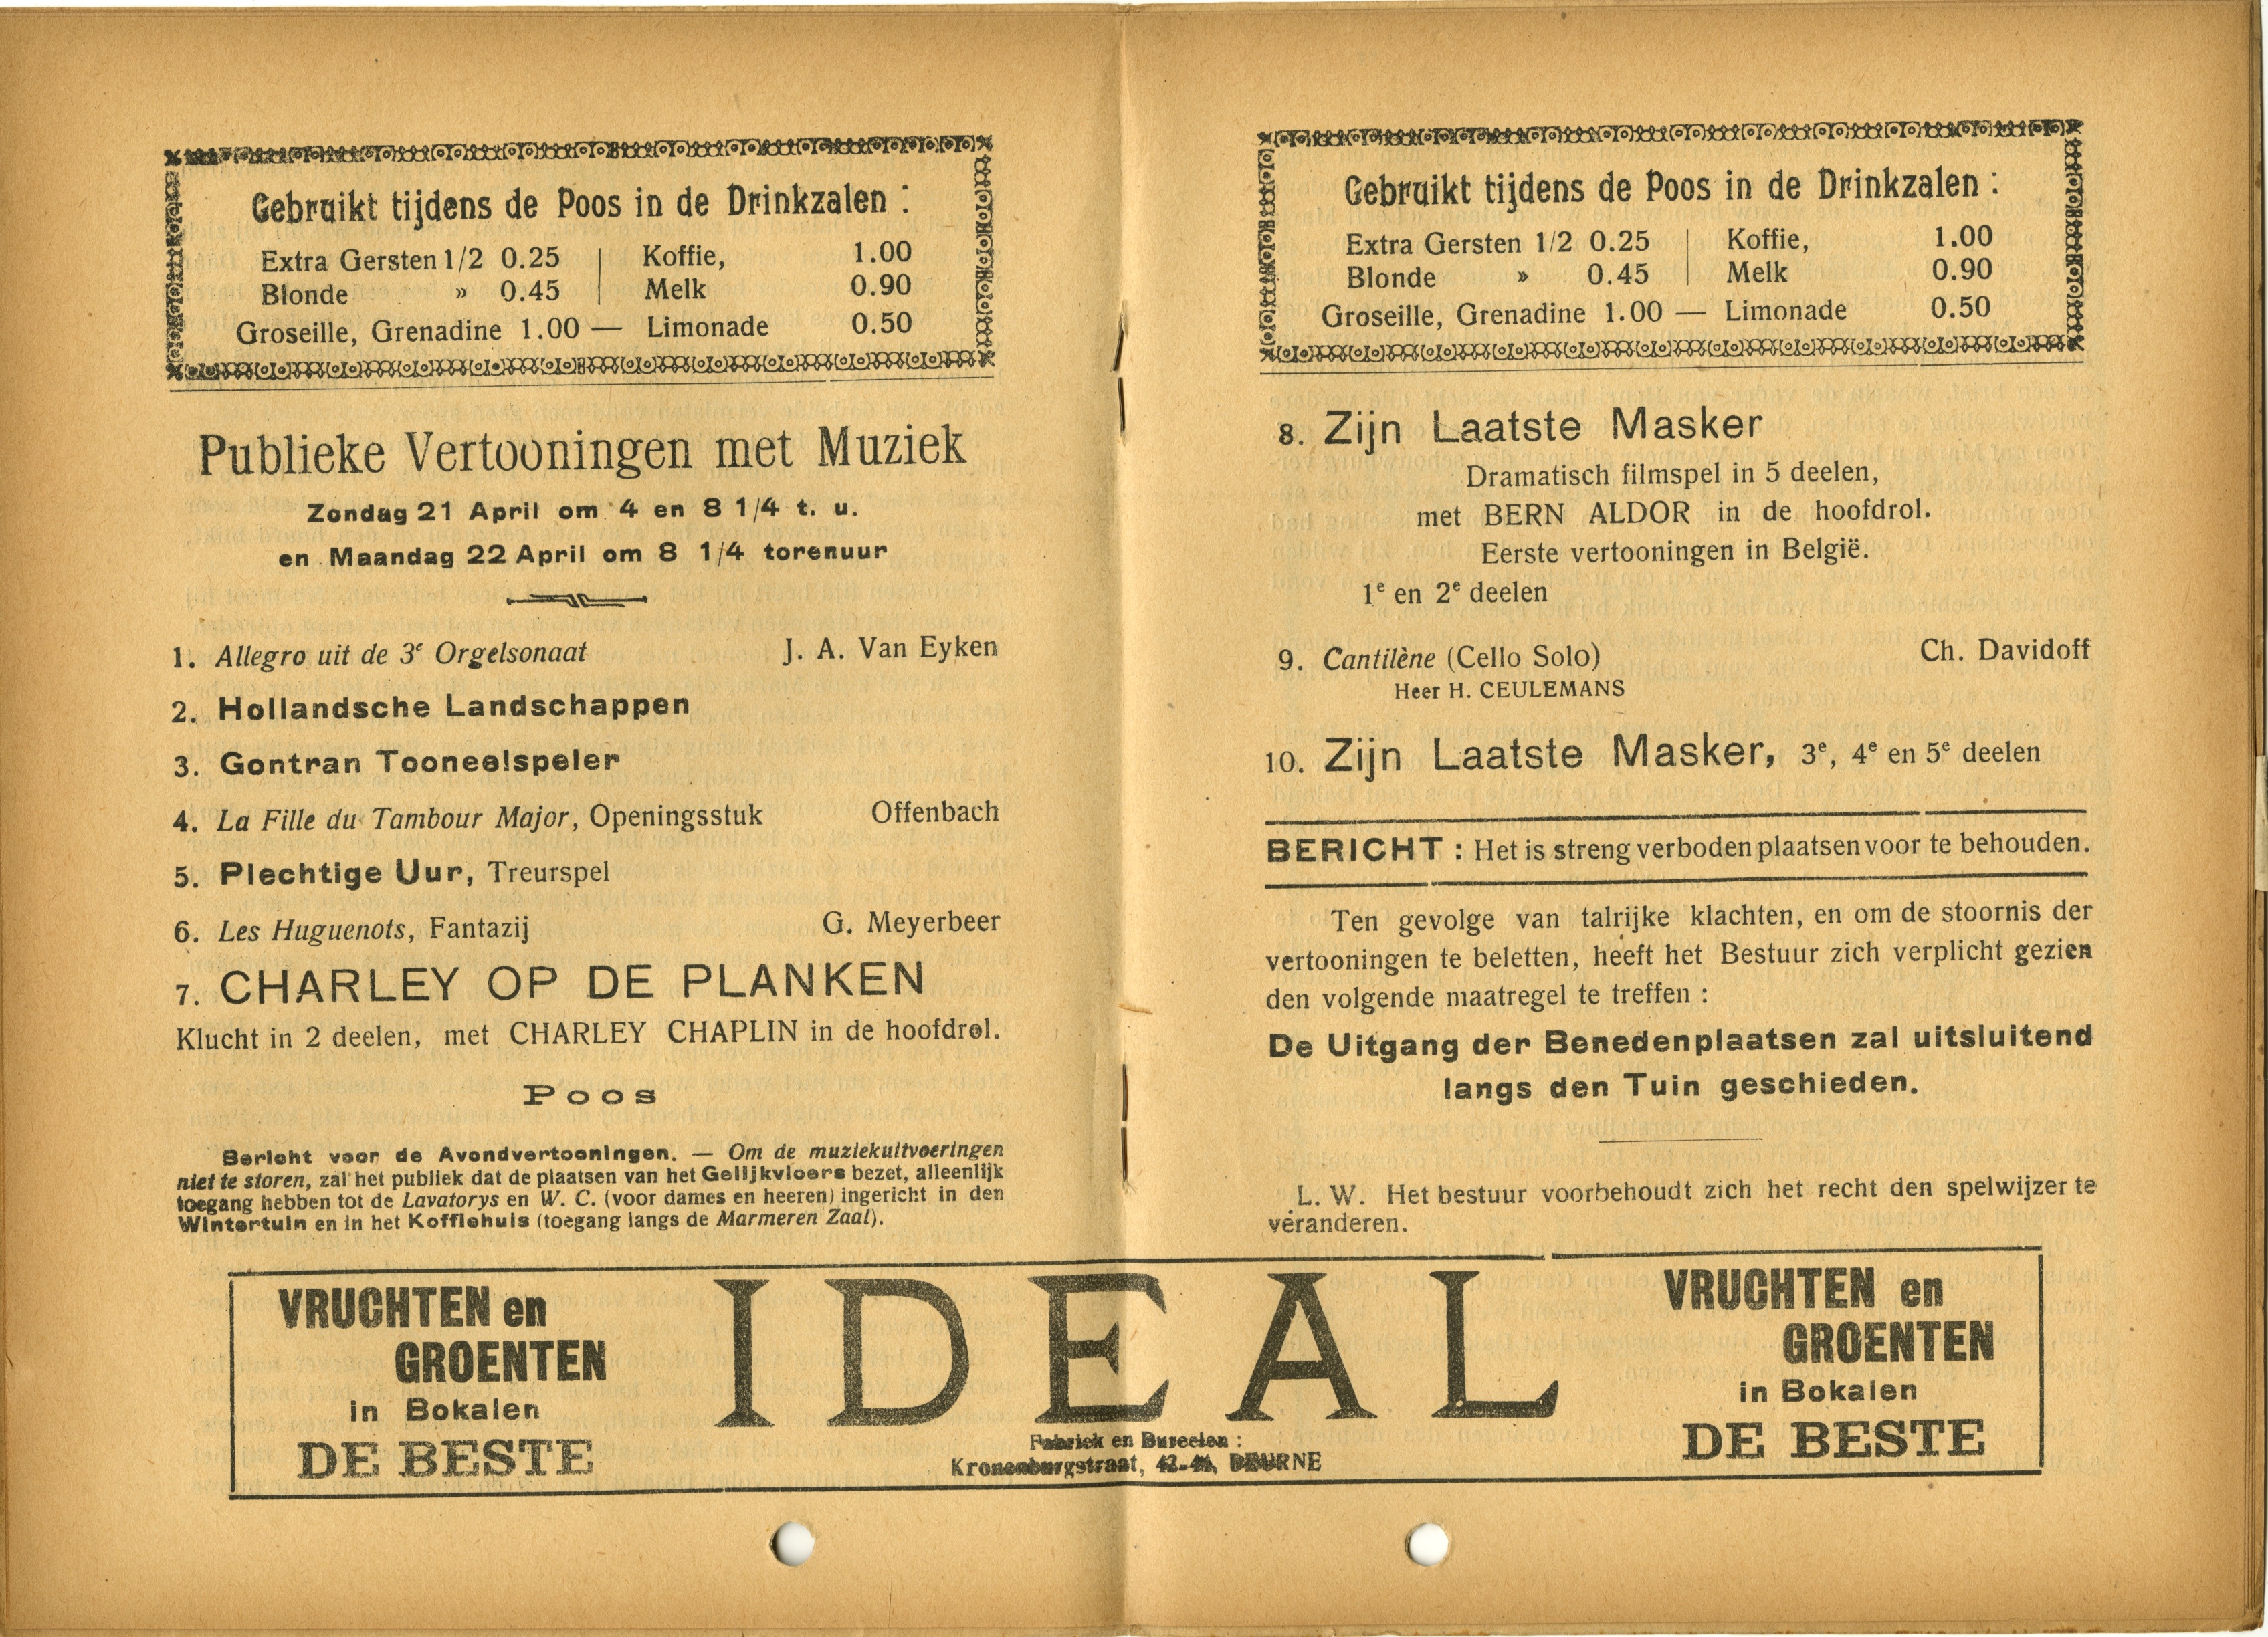 Gebruikt tijdens de Poos in de Drinkzalen :
Extra Gersten 1/2 0.25 | Koffie, 1.00
Blonde » 0.45 | Melk 0.90
Groseille, Grenadine 1.00 — Limonade 0.50
Publieke Vertooningen met Muziek
Zondag 21 April om 4 en 8 1/4 t. u.
en Maandag 22 April om 8 1/4 torenuur
1. Allegro uit de 3e Orgelsonaat J. A. Van Eyken
2. Hollandsche Landschappen
3. Gontran Tooneelspeler
4. La Fille du Tambour Major, Openingsstuk Offenbach
5. Plechtige Uur, Treurspel
6. Les Huguenots, Fantazij G. Meyerbeer
7. CHARLEY OP DE PLANKEN
Klucht in 2 deelen, met CHARLEY CHAPLIN in de hoofdrol.
Poos
Bericht voor de Avondvertooningen. — Om de muziekuitvoeringen
niet te storen, zal het publiek dat de plaatsen van het Gelijkvloers bezet, alleenlijk
toegang hebben tot de Lavatorys en W. C. (voor dames en heeren) ingericht in den
Wintertuin en in het Koffiehuis (toegang langs de Marmeren Zaal).
Gebruikt tijdens de Poos in de Drinkzalen :
Extra Gersten 1/2 0.25 | Koffie, 1.00
Blonde » 0.45 | Melk 0.90
Groseille, Grenadine 1.00 — Limonade 0.50
8. Zijn Laatste Masker
Dramatisch filmspel in 5 deelen,
met BERN ALDOR in de hoofdrol.
Eerste vertooningen in België.
1e en 2e deelen
9. Cantilène (Cello Solo) Ch. Davidoff
Heer H. CEULEMANS
10. Zijn Laatste Masker, 3e, 4e en 5e deelen
BERICHT : Het is streng verboden plaatsen voor te behouden.
Ten gevolge van talrijke klachten, en om de stoornis der
vertooningen te beletten, heeft het Bestuur zich verplicht gezien
den volgende maatregel te treffen :
De Uitgang der Benedenplaatsen zal uitsluitend
langs den Tuin geschieden.
L. W. Het bestuur voorbehoudt zich het recht den spelwijzer te
veranderen.
VRUCHTEN en
GROENTEN
in Bokalen
DE BESTE
IDEAL
Fabriek en Bureelen :
Kronenburgstraat, DEURNE
VRUCHTEN en
GROENTEN
in Bokalen
DE BESTE